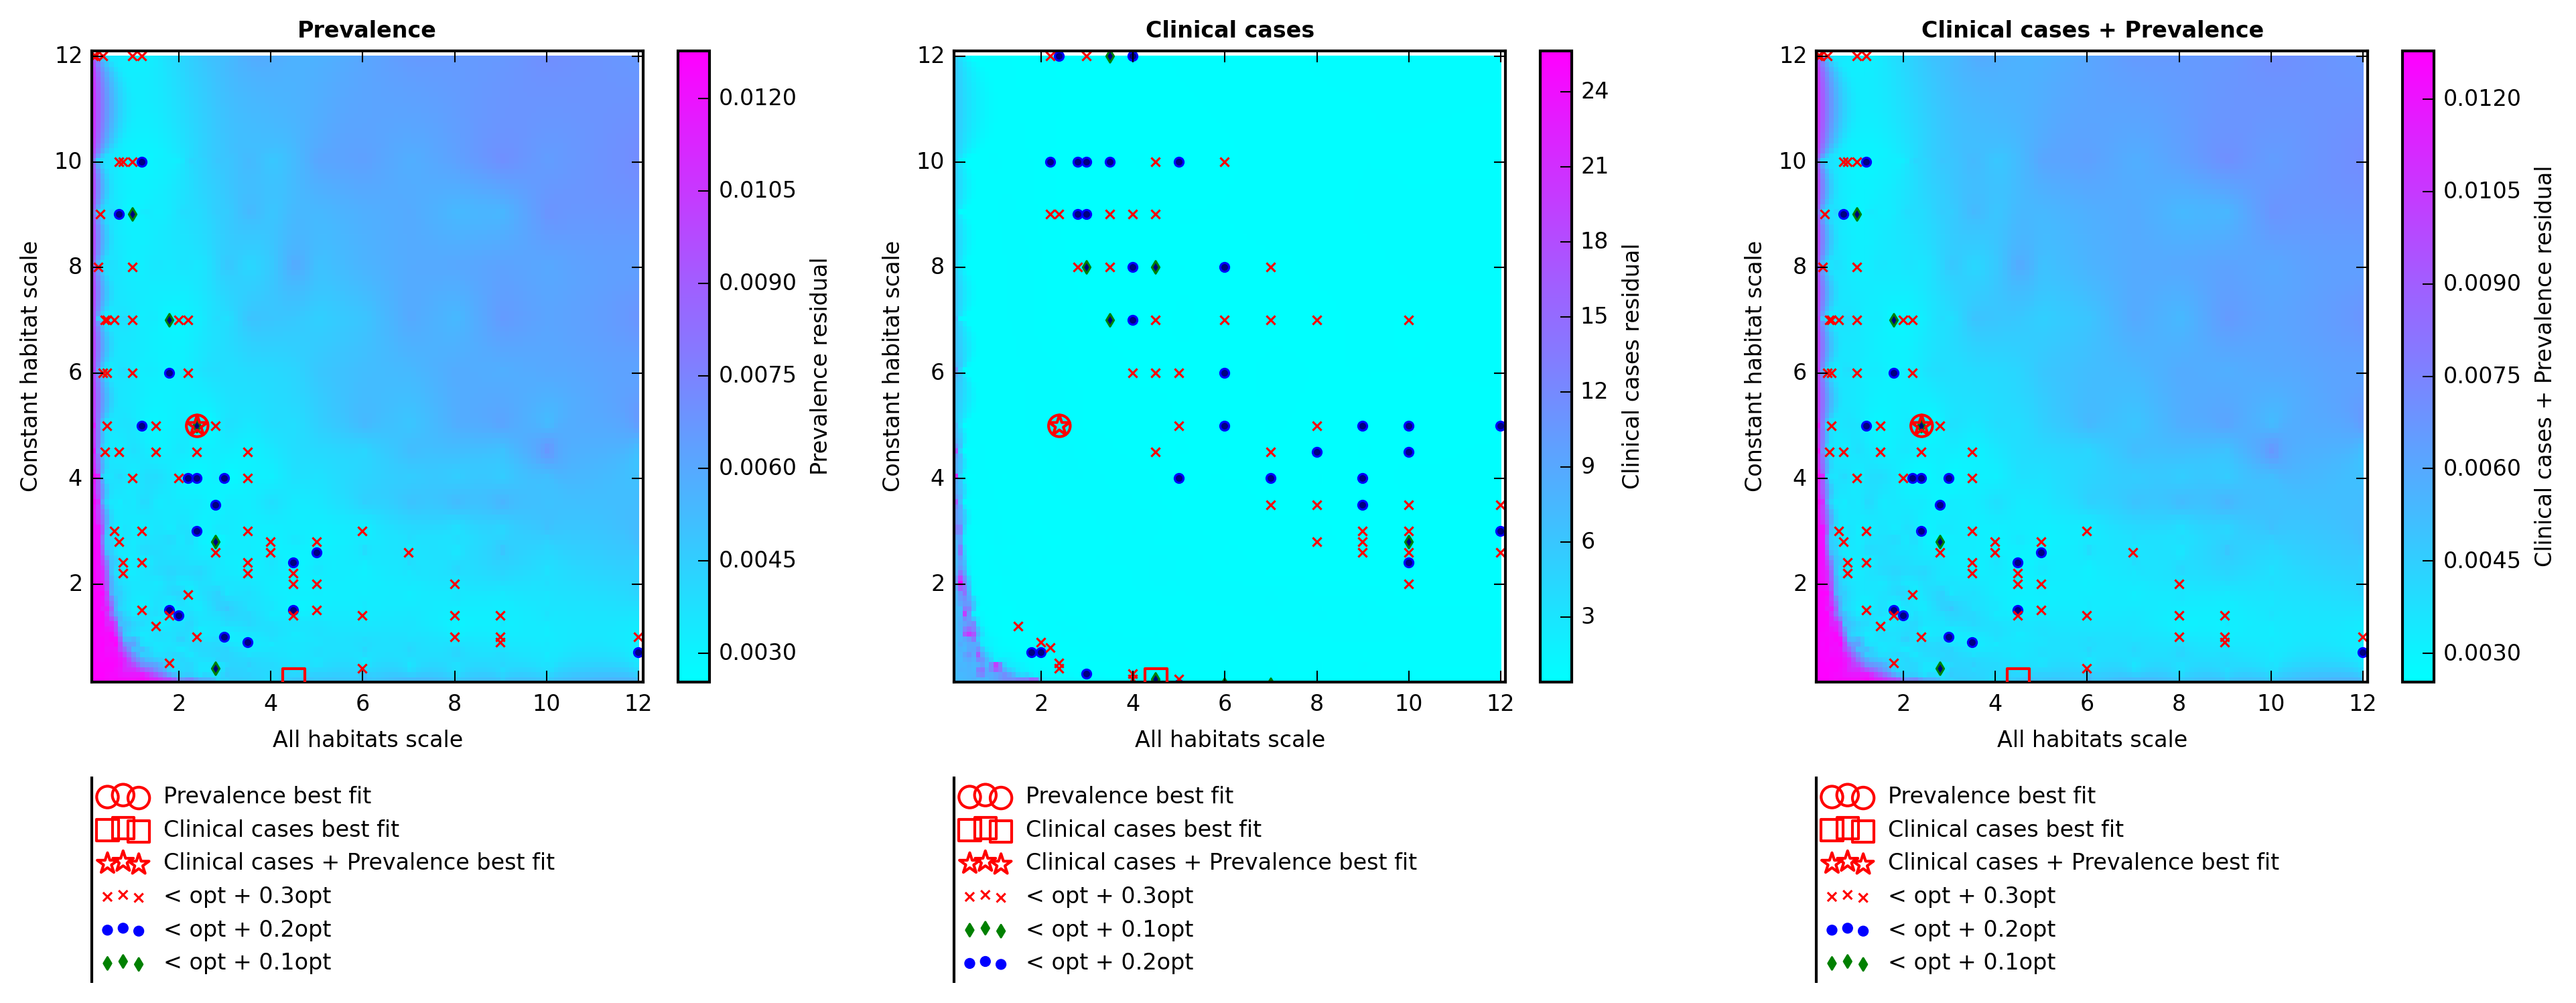 Prevalence
Clinical cases
Clinical cases + Prevalence
12
10
8
6
4
2
Constant habitat scale
2 4 6 8 10 12
All habitats scale
0.0120
0.0105
0.0090
0.0075
0.0060
0.0045
0.0030
Prevalence residual
12
10
8
6
4
2
Constant habitat scale
2 4 6 8 10 12
All habitats scale
24
21
18
15
12
9
6
3
Clinical cases residual
12
10
8
6
4
2
Constant habitat scale
2 4 6 8 10 12
All habitats scale
0.0120
0.0105
0.0090
0.0075
0.0060
0.0045
0.0030
Clinical cases + Prevalence residual
Prevalence best fit
Clinical cases best fit
Clinical cases + Prevalence best fit
< opt + 0.3opt
< opt + 0.2opt
< opt + 0.1opt
Prevalence best fit
Clinical cases best fit
Clinical cases + Prevalence best fit
< opt + 0.3opt
< opt + 0.1opt
< opt + 0.2opt
Prevalence best fit
Clinical cases best fit
Clinical cases + Prevalence best fit
< opt + 0.3opt
< opt + 0.2opt
< opt + 0.1opt